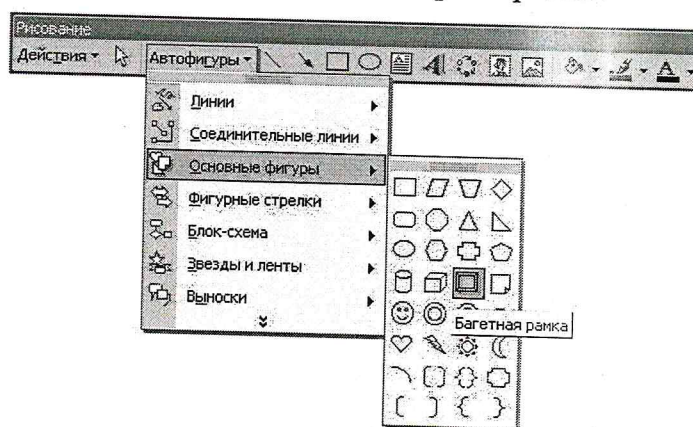 Рисование
Действия Автофигуры
Линии
Соединительные линии
Основные фигуры
Фигурные стрелки
Блок-схема
Звезды и ленты
Выноски
Багетная рамка